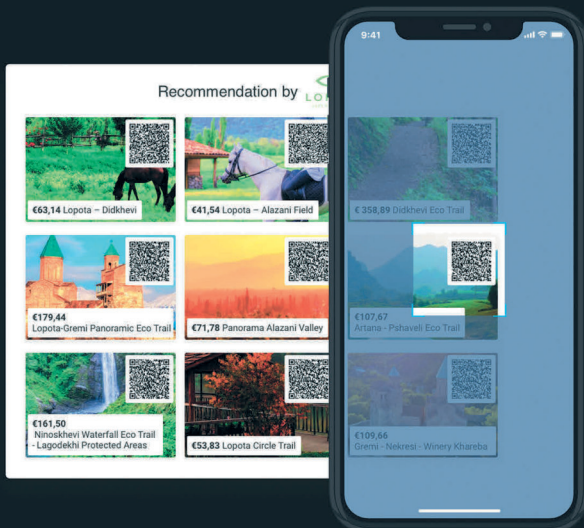 9:41
Recommendation by
LO
€63,14 Lopota – Didkhevi
€41,54 Lopota – Alazani Field
€ 358,89 Didkhevi Eco Trail
€179,44
Lopota-Gremi Panoramic Eco Trail
€71,78 Panorama Alazani Valley
€107,67
Artana - Pshaveli Eco Trail
€161,50
Ninoskhevi Waterfall Eco Trail
- Lagodekhi Protected Areas
€53,83 Lopota Circle Trail
€109,66
Gremi - Nekresi - Winery Khareba